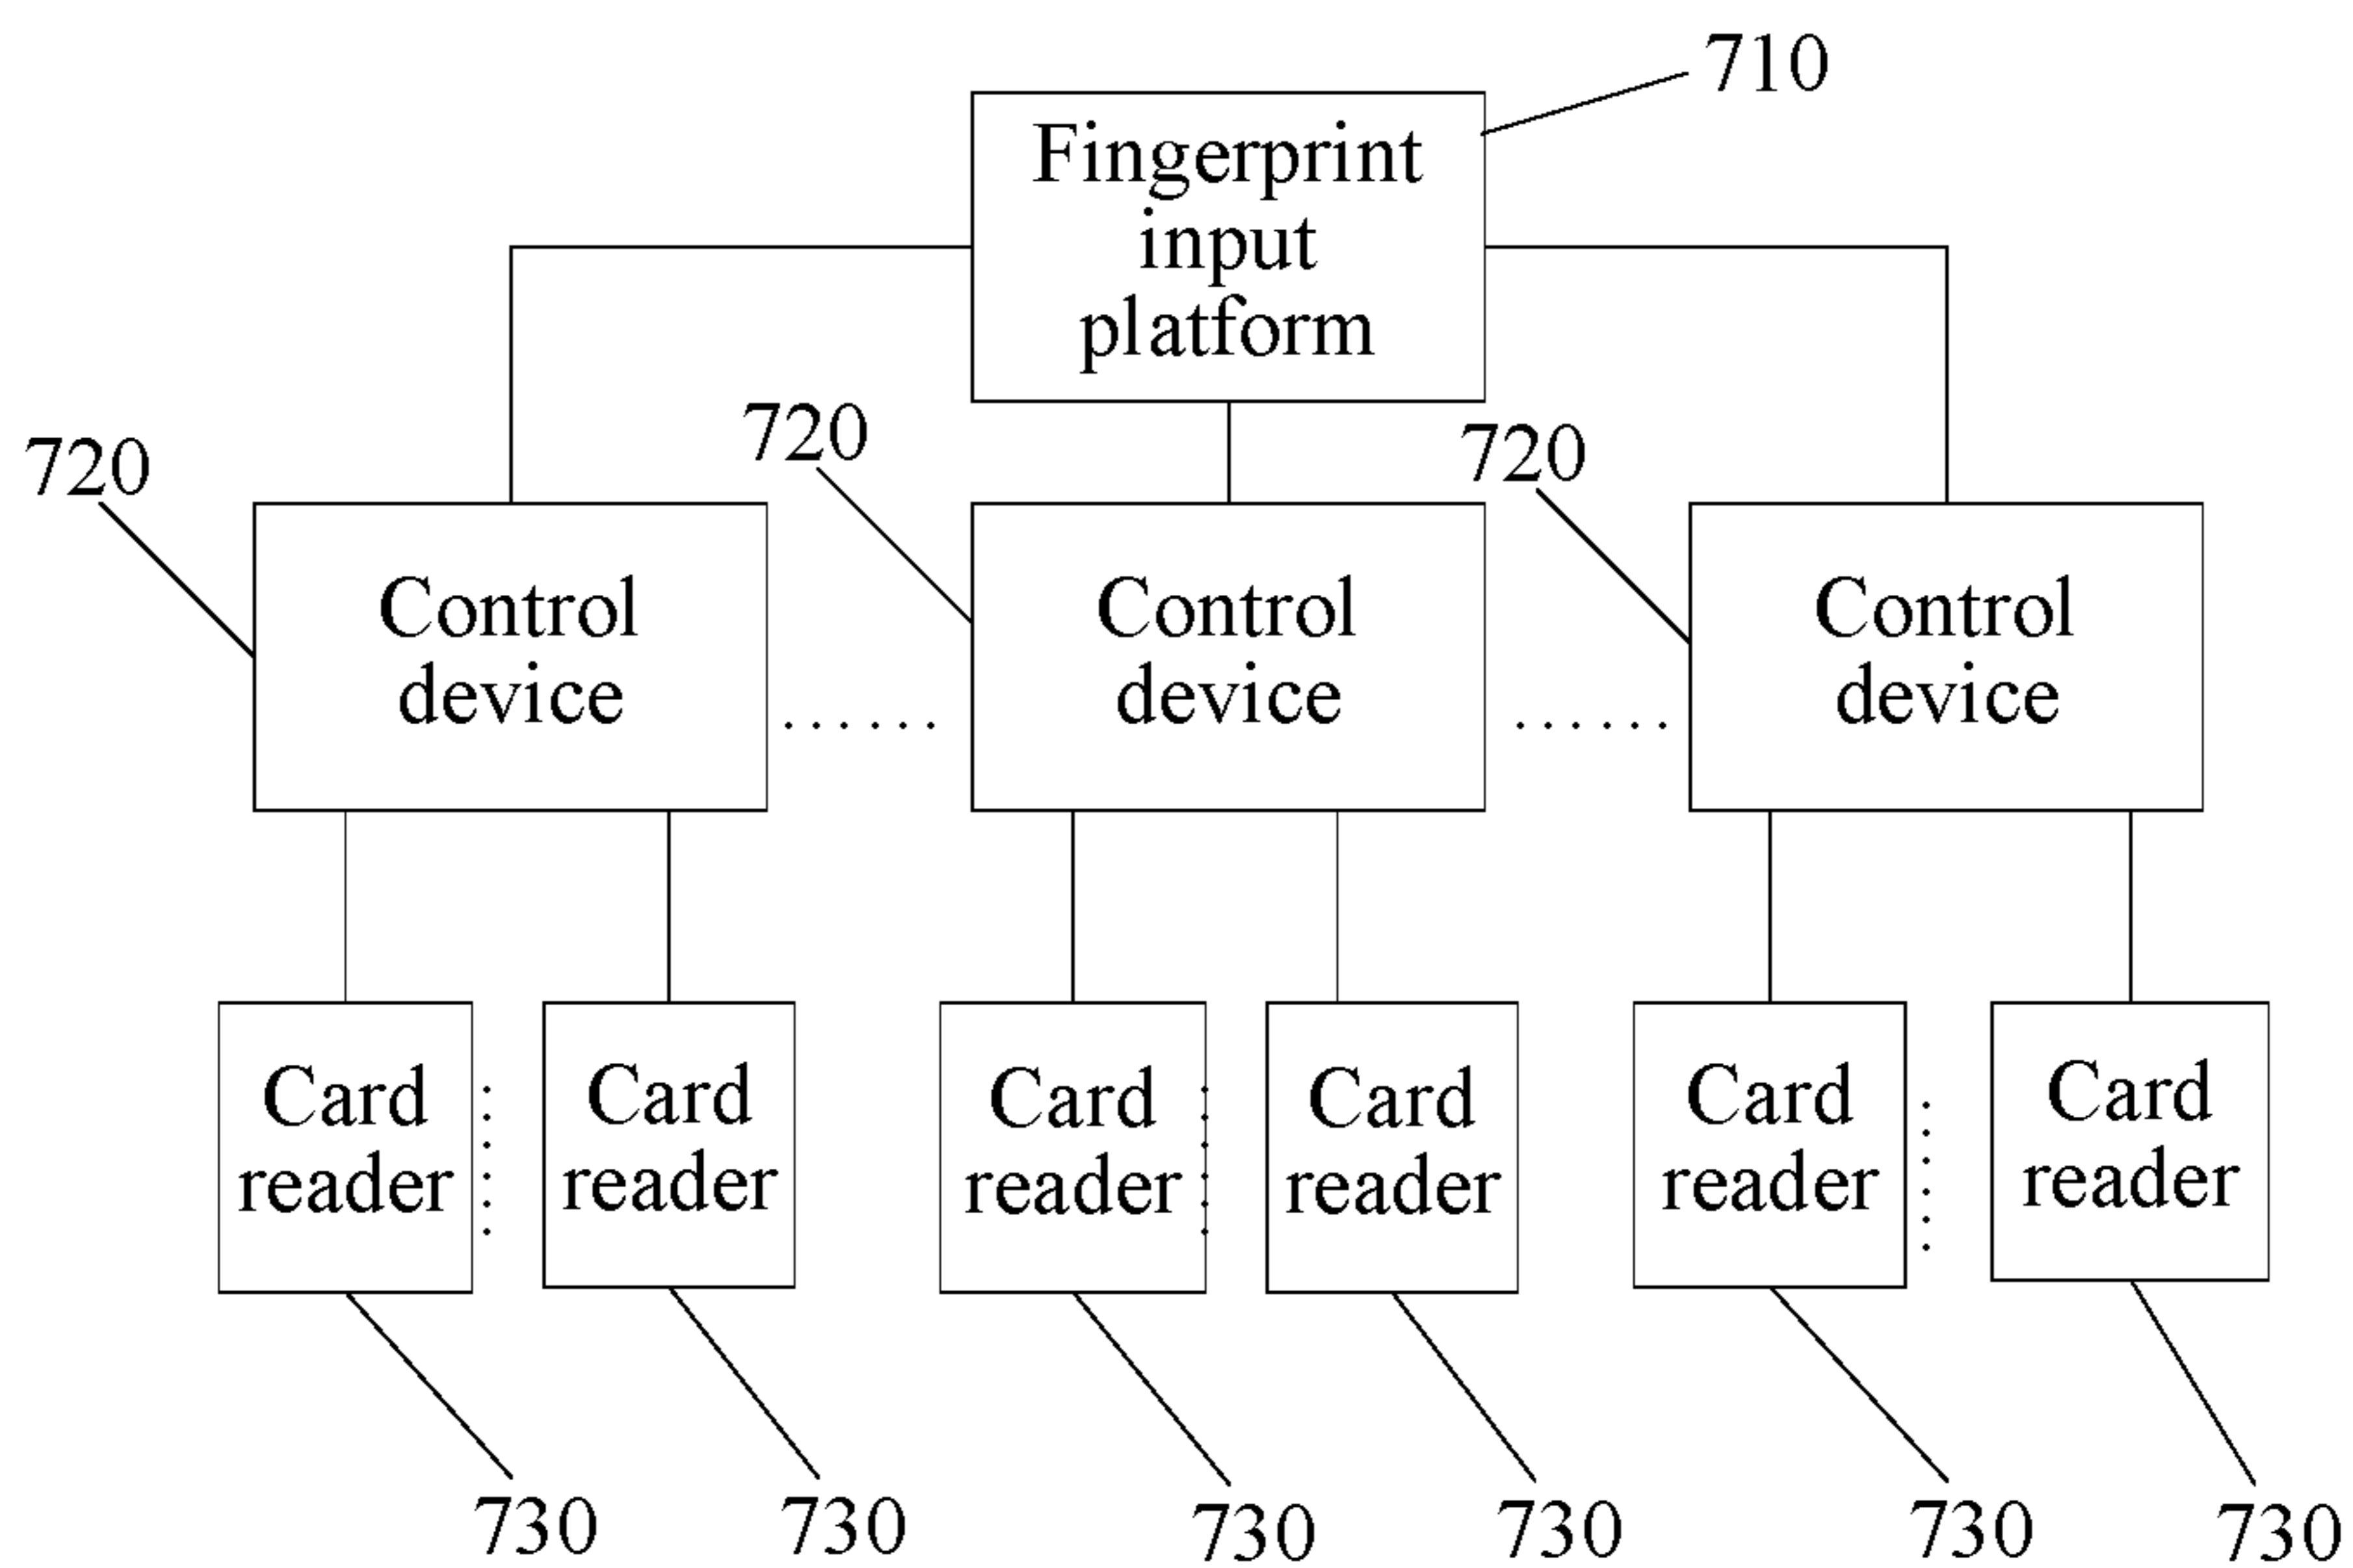 710
Fingerprint
input
platform
720
720
720
Control
device
Control
device
Control
device
......
......
Card
reader
Card
reader
Card
reader
Card
reader
Card
reader
Card
reader
......
......
......
730
730
730
730
730
730